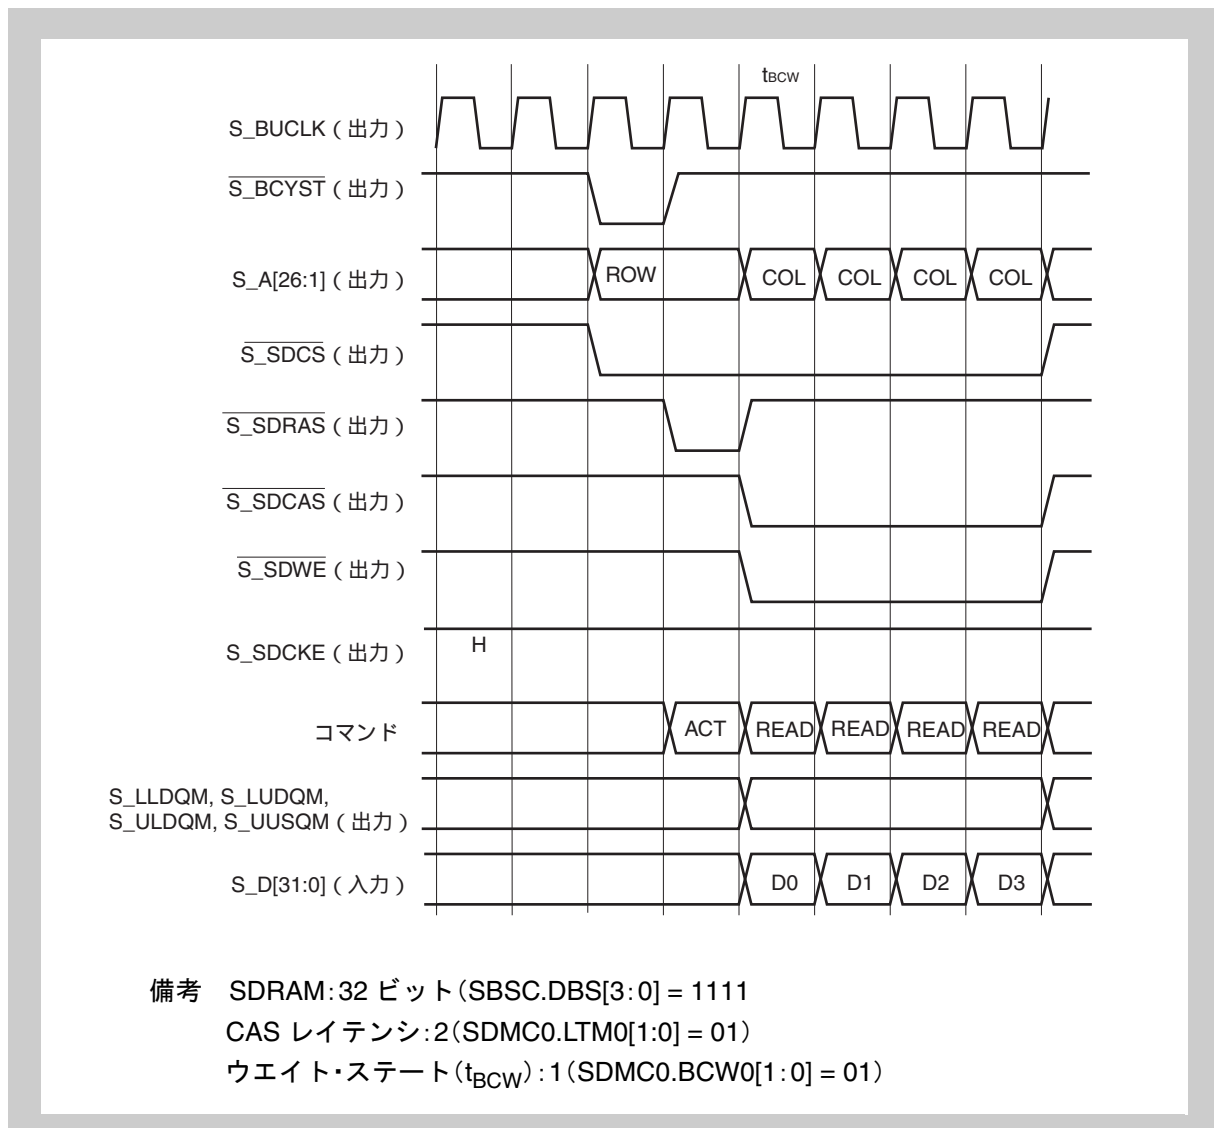 tBCW
S_BUCLK ( 出力 )
S_BCYST ( 出力 )
S_A[26:1] ( 出力 )
ROW
COL
COL
COL
COL
S_SDCS ( 出力 )
S_SDRAS ( 出力 )
S_SDCAS ( 出力 )
S_SDWE ( 出力 )
S_SDCKE ( 出力 )
H
コマンド
ACT
READ
READ
READ
READ
S_LLDQM, S_LUDQM,
S_ULDQM, S_UUSQM ( 出力 )
S_D[31:0] ( 入力 )
D0
D1
D2
D3
備考 SDRAM:32 ビット(SBSC.DBS[3:0] = 1111
CAS レイテンシ:2(SDMC0.LTM0[1:0] = 01)
ウエイト・ステート(tBCW):1(SDMC0.BCW0[1:0] = 01)